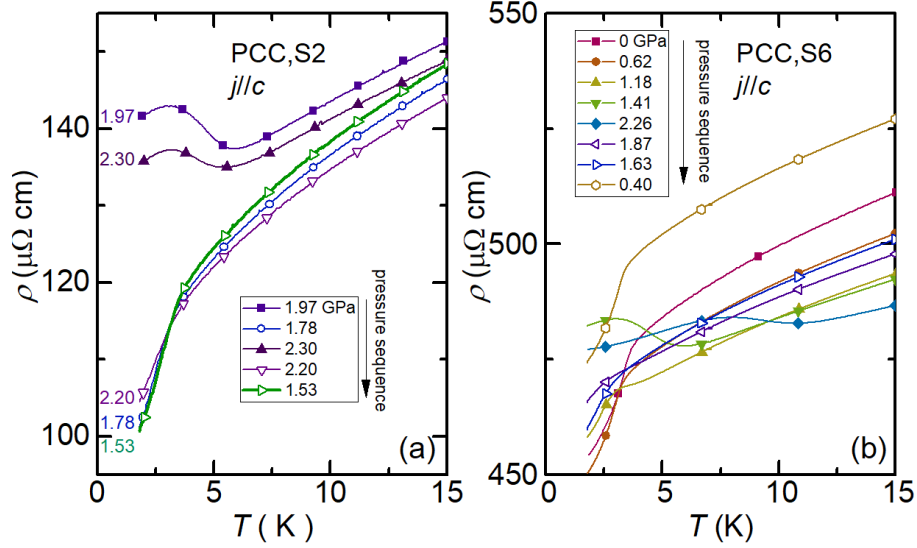 PCC,S2
j//c
1.97
2.30
2.20
1.78
1.53
1.97 GPa
1.78
2.30
2.20
1.53
pressure sequence
(a)
140
120
100
0
5
10
15
ρ (μΩ cm)
T ( K )
PCC,S6
j//c
0 GPa
0.62
1.18
1.41
2.26
1.87
1.63
0.40
pressure sequence
(b)
550
500
450
0
5
10
15
ρ (μΩ cm)
T (K)